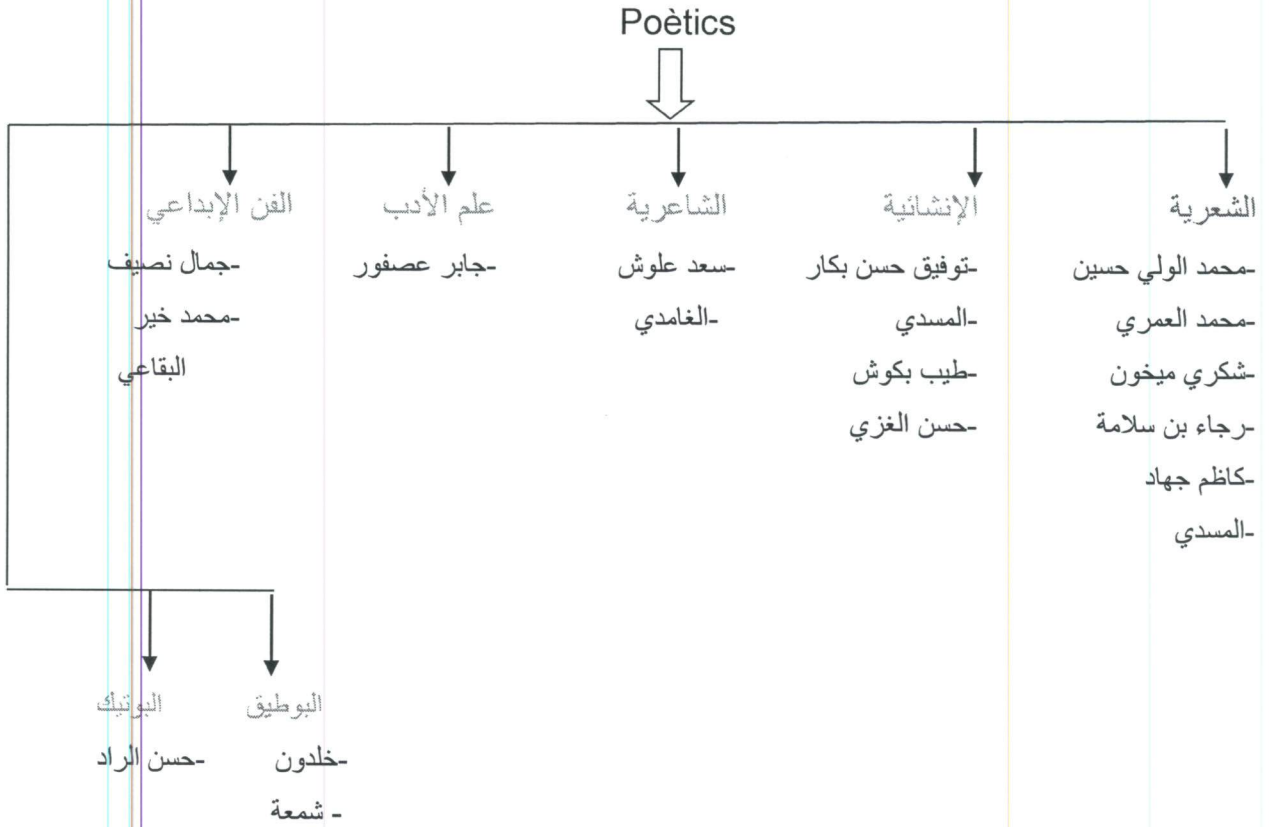 Poètics
الشعرية
-محمد الولي حسين
-محمد العمري
-شكري ميخون
-رجاء بن سلامة
-كاظم جهاد
-المسدي
الإنشائية
-توفيق حسن بكار
-المسدي
-طيب بكوش
-حسن الغزي
الشاعرية
-سعد علوش
-الغامدي
علم الأدب
-جابر عصفور
الفن الإبداعي
-جمال نصيف
-محمد خير
البقاعي
البوطيق
-خلدون
- شمعة
البوتيك
-حسن الراد